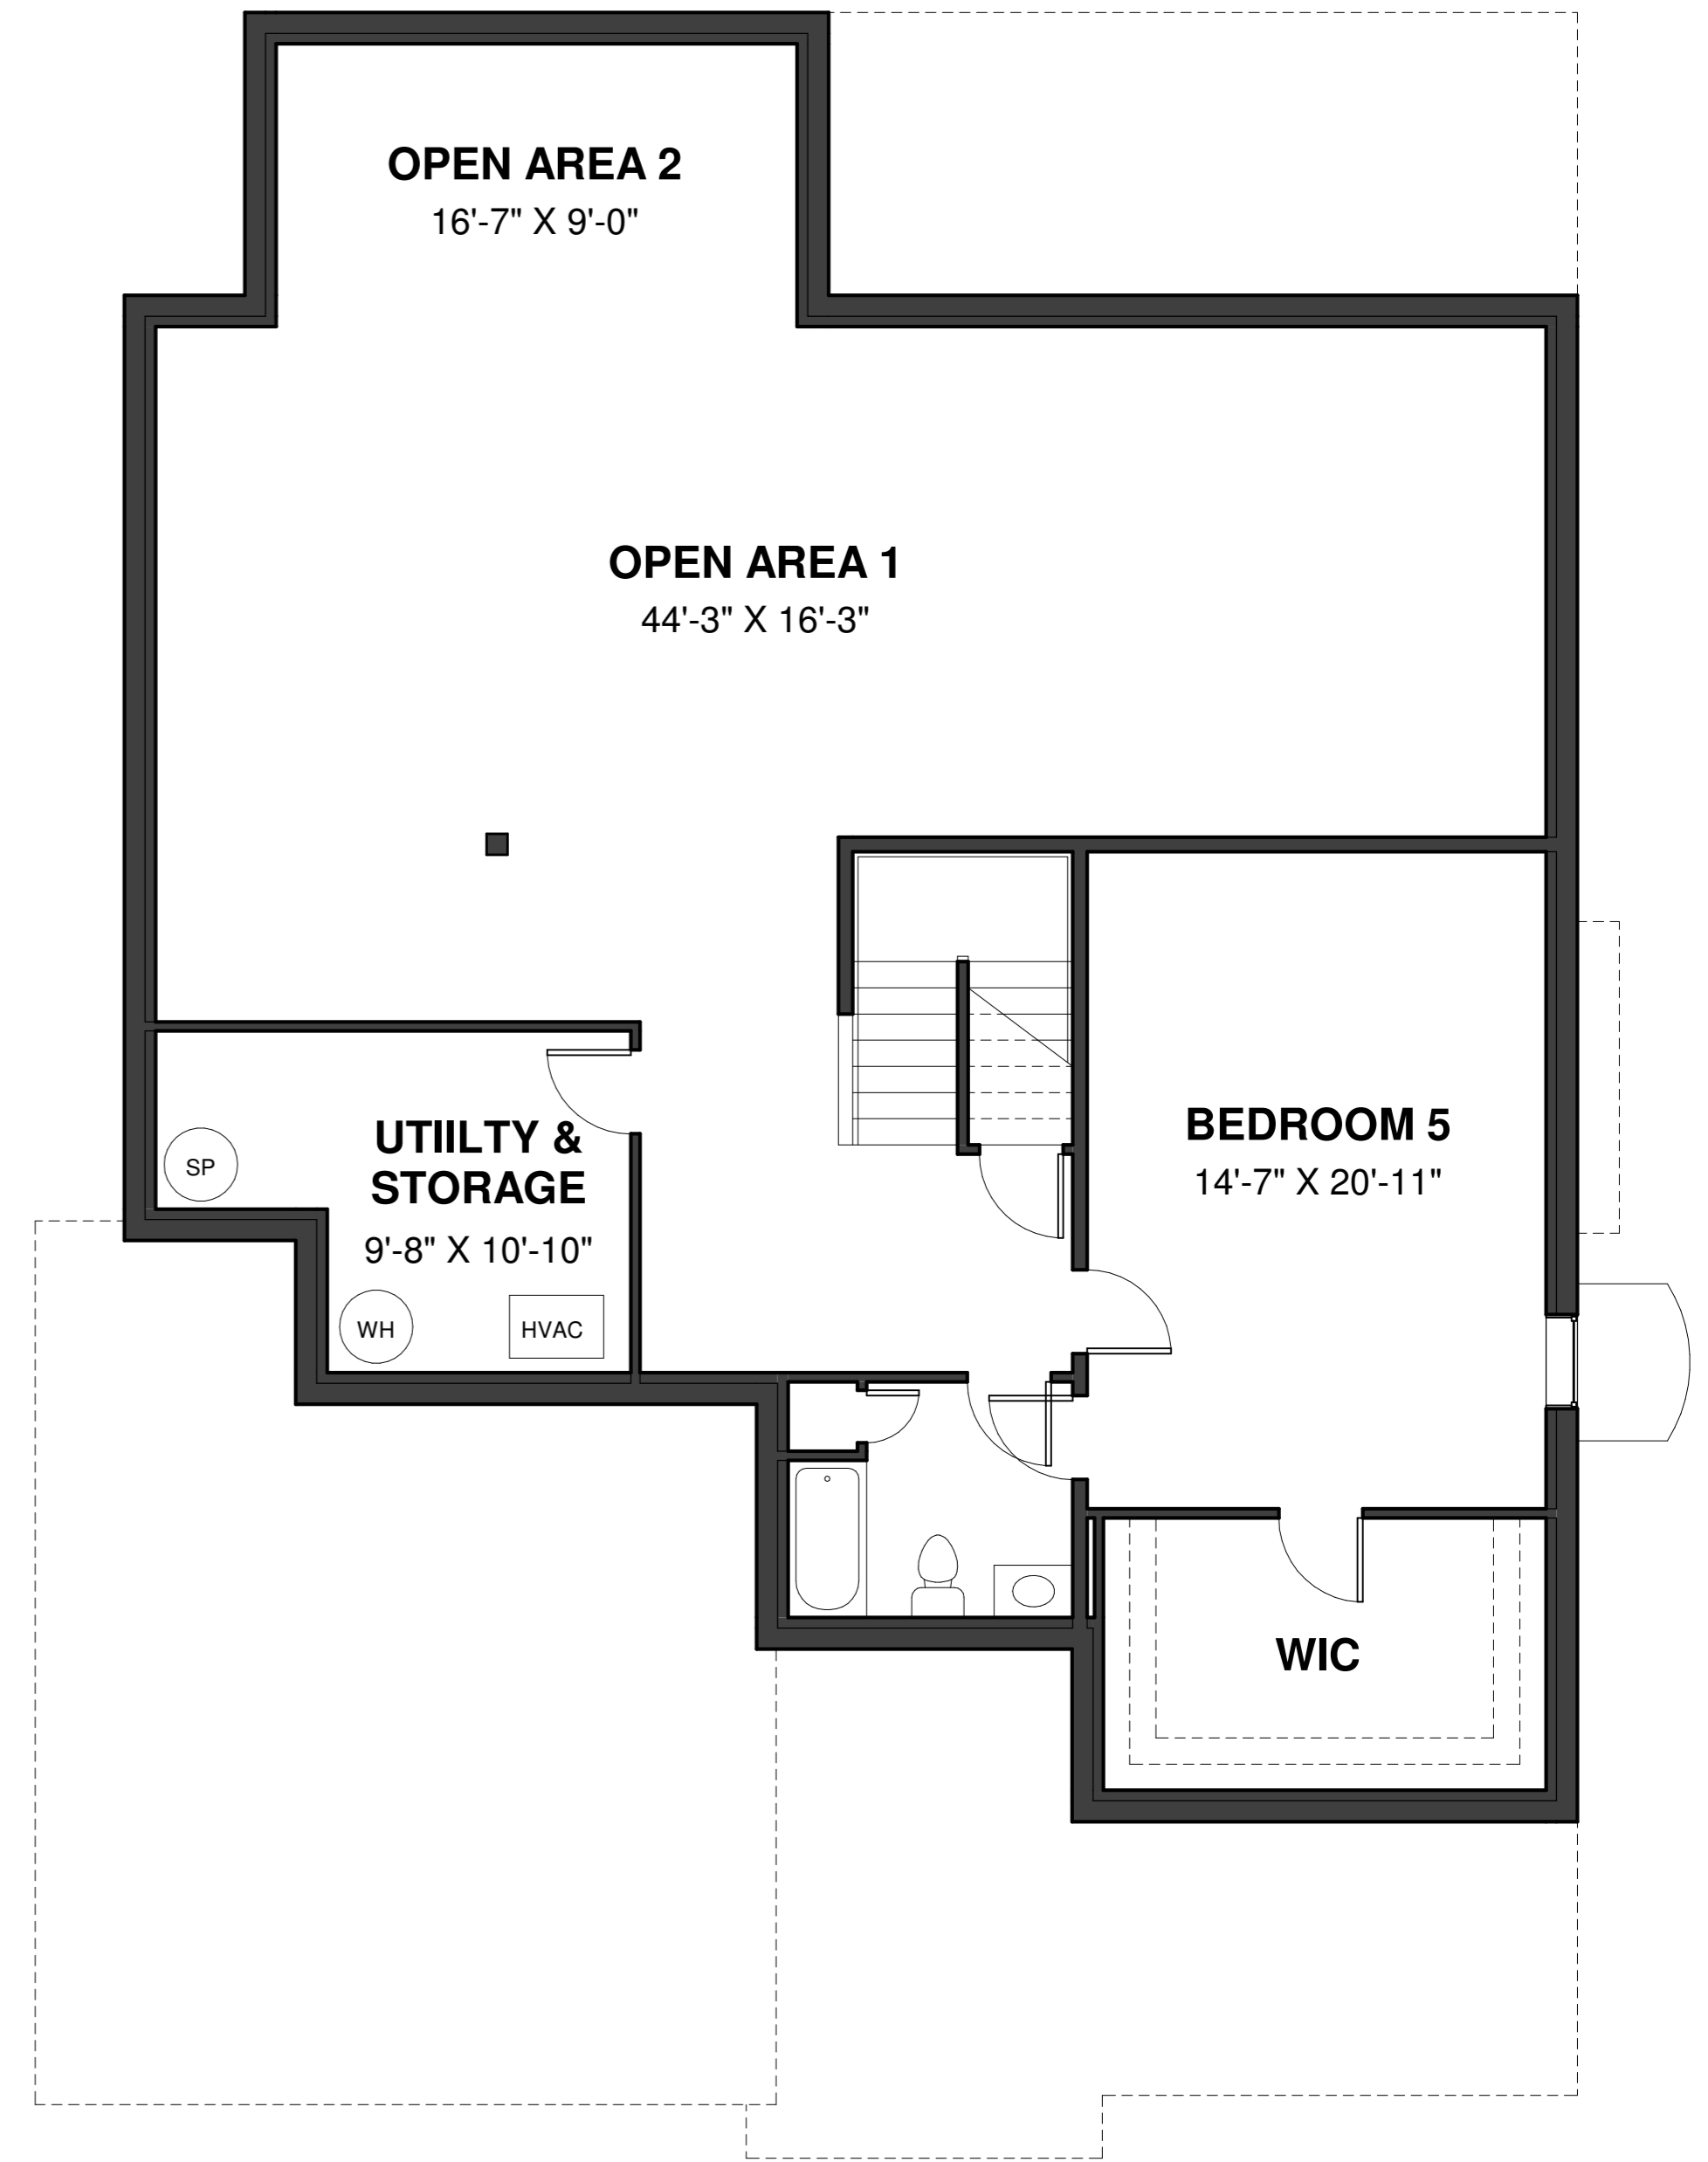 OPEN AREA 2
16'-7" X 9'-0"
OPEN AREA 1
44'-3" X 16'-3"
UTIILTY &
STORAGE
9'-8" X 10'-10"
SP
WH
HVAC
BEDROOM 5
14'-7" X 20'-11"
WIC